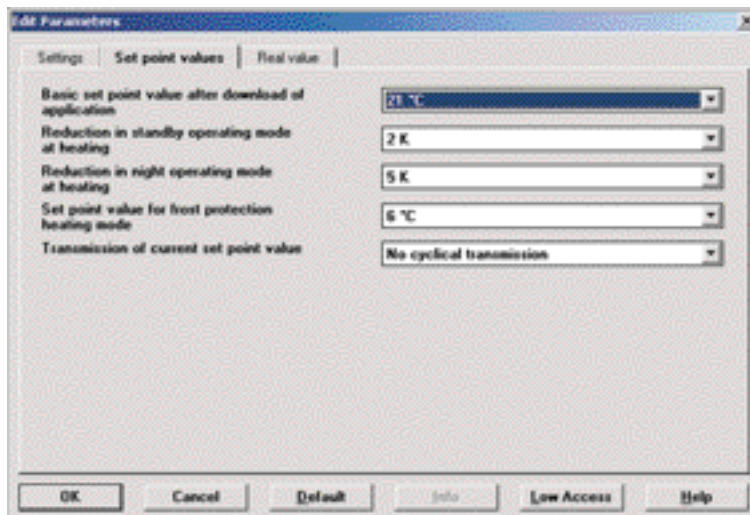 Edit Parameters
Settings
Set point values
Real value
Basic set point value after download of
application
21 °C
Reduction in standby operating mode
at heating
2 K
Reduction in night operating mode
at heating
5 K
Set point value for frost protection
heating mode
6 °C
Transmission of current set point value
No cyclical transmission
OK
Cancel
Default
Info
Low Access
Help